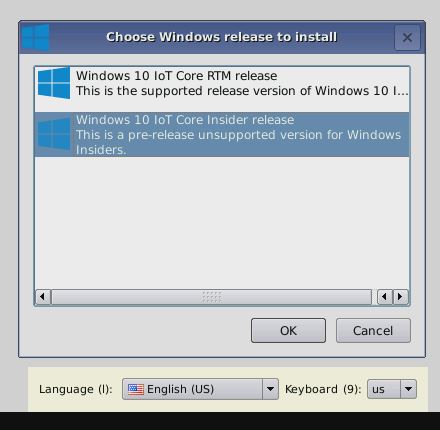 Choose Windows release to install
Windows 10 IoT Core RTM release
This is the supported release version of Windows 10 I...
Windows 10 IoT Core Insider release
This is a pre-release unsupported version for Windows
Insiders.
OK Cancel
Language (l): English (US) Keyboard (9): us